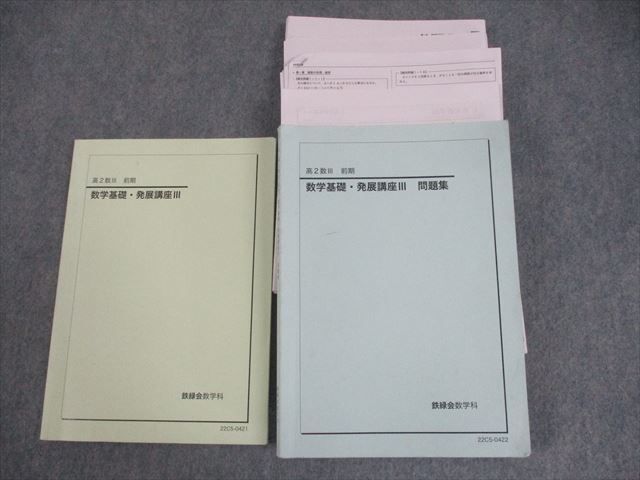 高2数Ⅲ 前期
数学基礎・発展講座Ⅲ
鉄緑会数学科
22C5-0421
高2数Ⅲ 前期
数学基礎・発展講座Ⅲ 問題集
鉄緑会数学科
22C5-0422